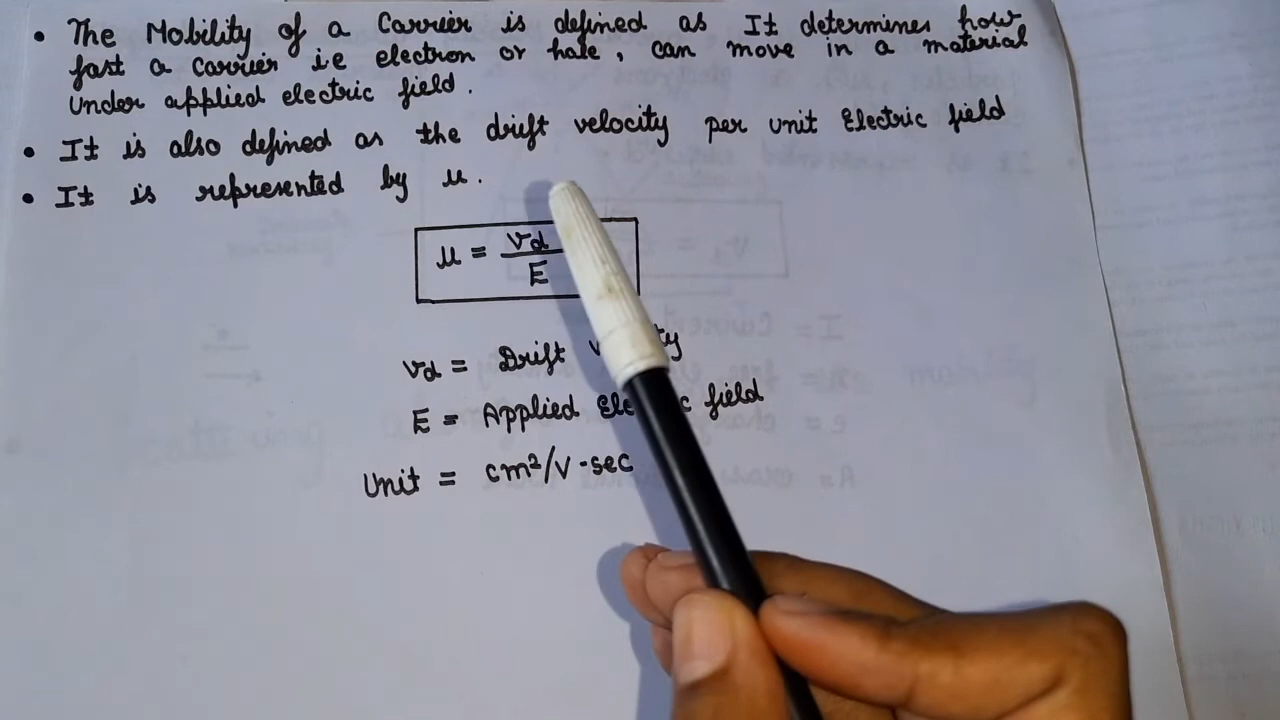 • The Mobility of a Carrier is defined as It determines how
fast a carrier i.e electron or hole, can move in a material
under applied electric field.
• It is also defined as the drift velocity per unit Electric field
• It is represented by μ.
μ = vd/E
vd = Drift
E = Applied field
Unit = cm²/V·sec